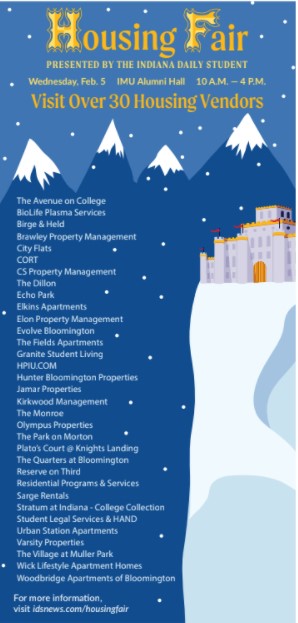 Housing Fair
PRESENTED BY THE INDIANA DAILY STUDENT
Wednesday, Feb. 5 IMU Alumni Hall 10 A.M. – 4 P.M.
Visit Over 30 Housing Vendors
The Avenue on College
BioLife Plasma Services
Birge & Held
Brawley Property Management
City Flats
CORT
CS Property Management
The Dillon
Echo Park
Elkins Apartments
Elon Property Management
Evolve Bloomington
The Fields Apartments
Granite Student Living
HPIU.COM
Hunter Bloomington Properties
Jamar Properties
Kirkwood Management
The Monroe
Olympus Properties
The Park on Morton
Plato's Court @ Knights Landing
The Quarters at Bloomington
Reserve on Third
Residential Programs & Services
Sarge Rentals
Stratum at Indiana - College Collection
Student Legal Services & HAND
Urban Station Apartments
Varsity Properties
The Village at Muller Park
Wick Lifestyle Apartment Homes
Woodbridge Apartments of Bloomington
For more information,
visit idsnews.com/housingfair